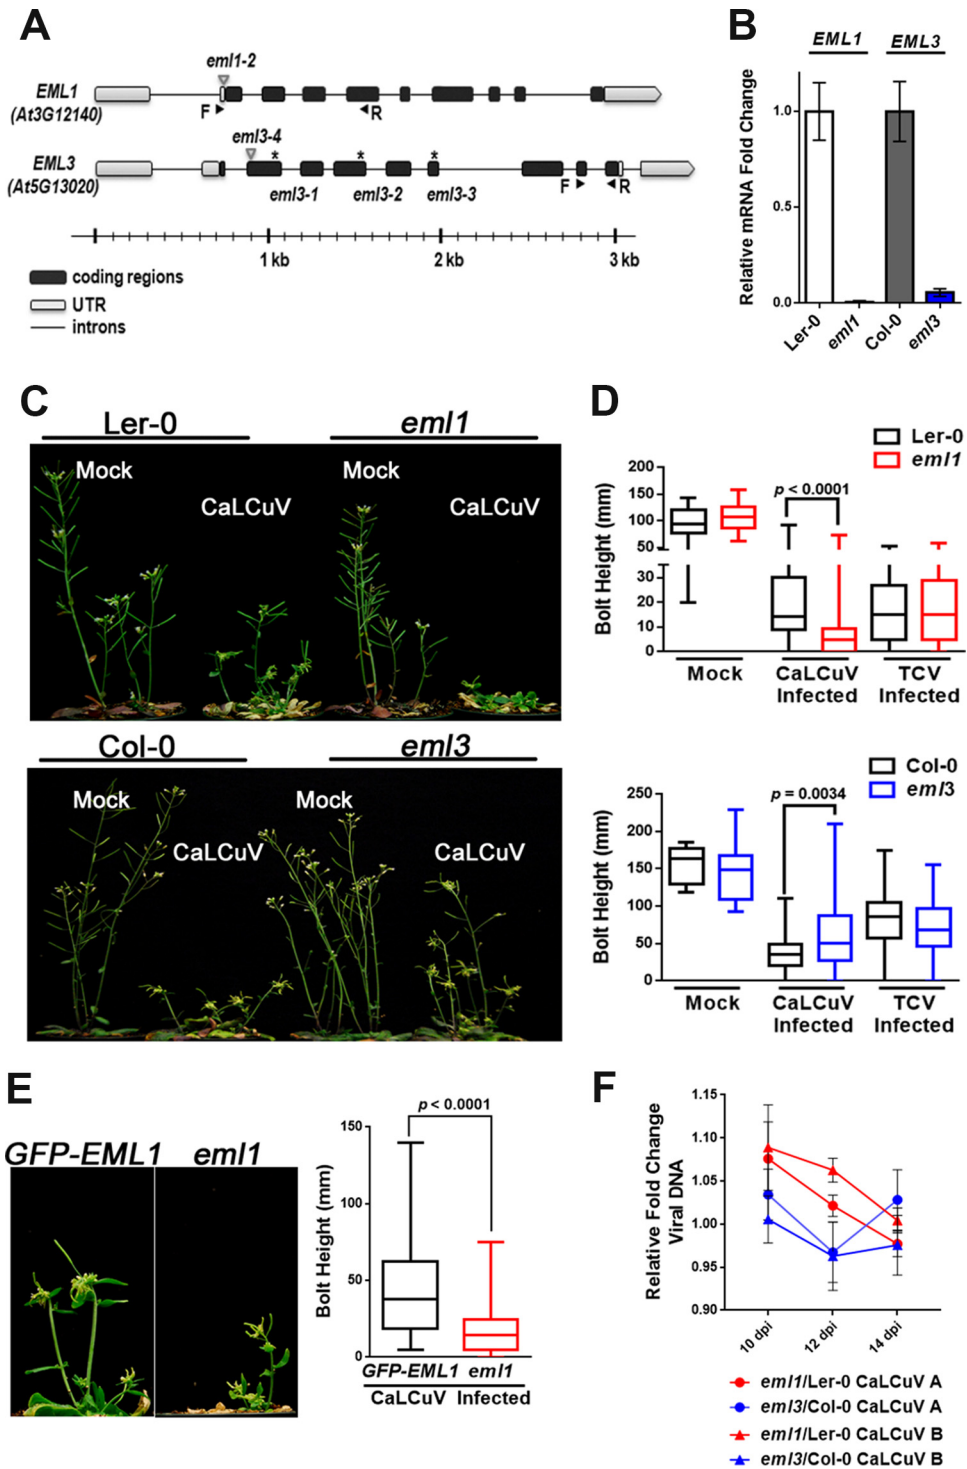 A
eml1-2
EML1
(At3G12140)
F
R
eml3-4
EML3
(At5G13020)
*
*
*
eml3-1
eml3-2
eml3-3
F
R
1 kb
2 kb
3 kb
coding regions
UTR
introns
B
EML1
EML3
Relative mRNA Fold Change
1.0
0.5
0.0
Ler-0
eml1
Col-0
eml3
C
Ler-0
eml1
Mock
CaLCuV
Mock
CaLCuV
Col-0
eml3
Mock
CaLCuV
Mock
CaLCuV
D
Ler-0
eml1
Bolt Height (mm)
200
150
100
50
30
20
10
0
p < 0.0001
Mock
CaLCuV
Infected
TCV
Infected
Col-0
eml3
Bolt Height (mm)
250
200
150
100
50
0
p = 0.0034
Mock
CaLCuV
Infected
TCV
Infected
E
GFP-EML1
eml1
Bolt Height (mm)
150
100
50
0
p < 0.0001
GFP-EML1
eml1
CaLCuV Infected
F
Relative Fold Change
Viral DNA
1.15
1.10
1.05
1.00
0.95
0.90
10 dpi
12 dpi
14 dpi
eml1/Ler-0 CaLCuV A
eml3/Col-0 CaLCuV A
eml1/Ler-0 CaLCuV B
eml3/Col-0 CaLCuV B